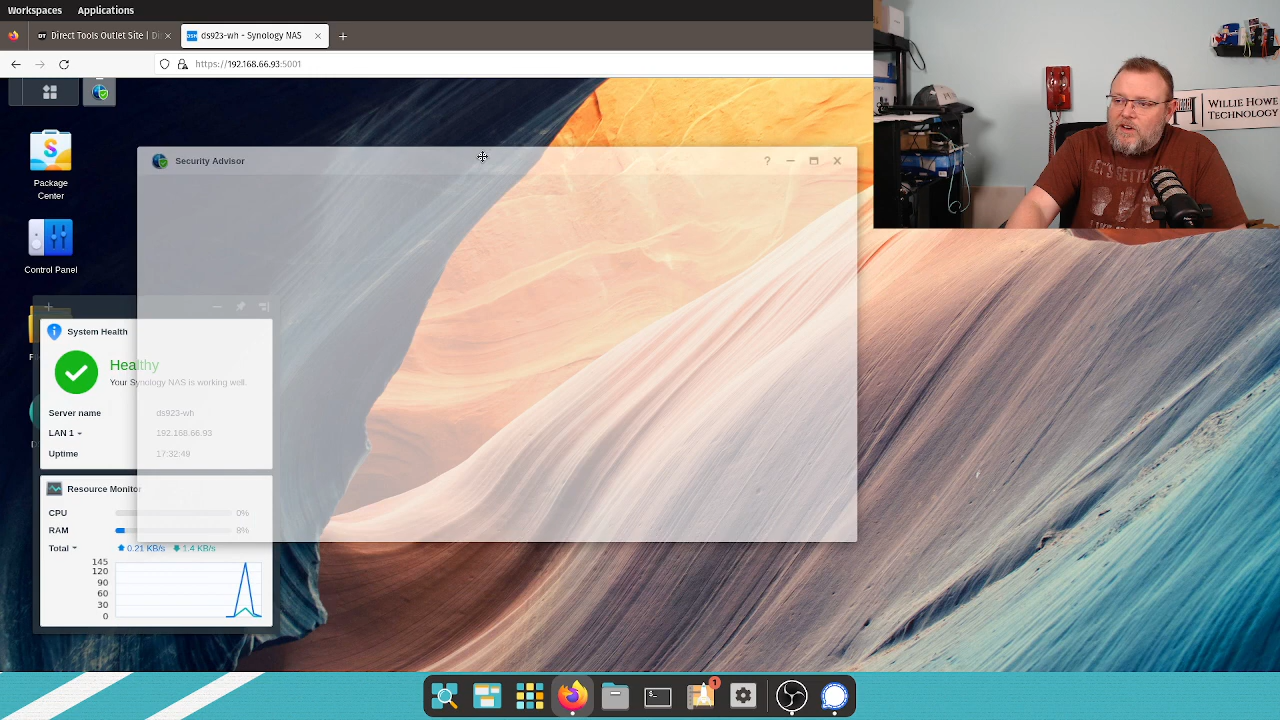 Workspaces Applications
Direct Tools Outlet Site | Di
ds923-wh - Synology NAS
https://192.168.66.93:5001
Package
Center
Control Panel
Security Advisor
System Health
Healthy
Your Synology NAS is working well.
Server name ds923-wh
LAN 1 192.168.66.93
Uptime 17:32:49
Resource Monitor
CPU 0%
RAM 8%
Total 0.21 KB/s 1.4 KB/s
145
120
90
60
30
0
1
WILLIE HOWE
TECHNOLOGY